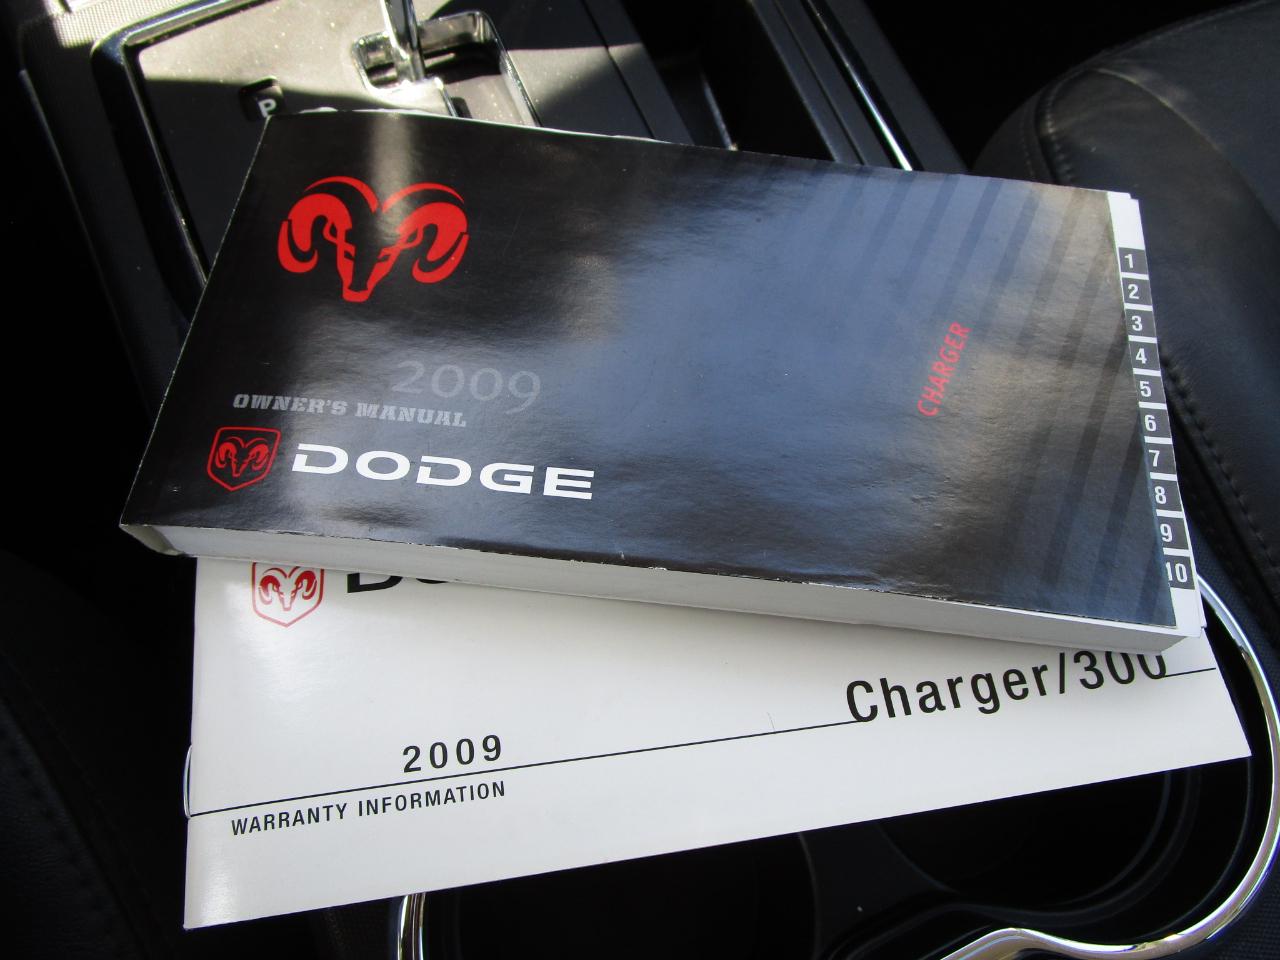 P
2009
OWNER'S MANUAL
DODGE
CHARGER
1
2
3
4
5
6
7
8
9
10
Charger/300
2009
WARRANTY INFORMATION